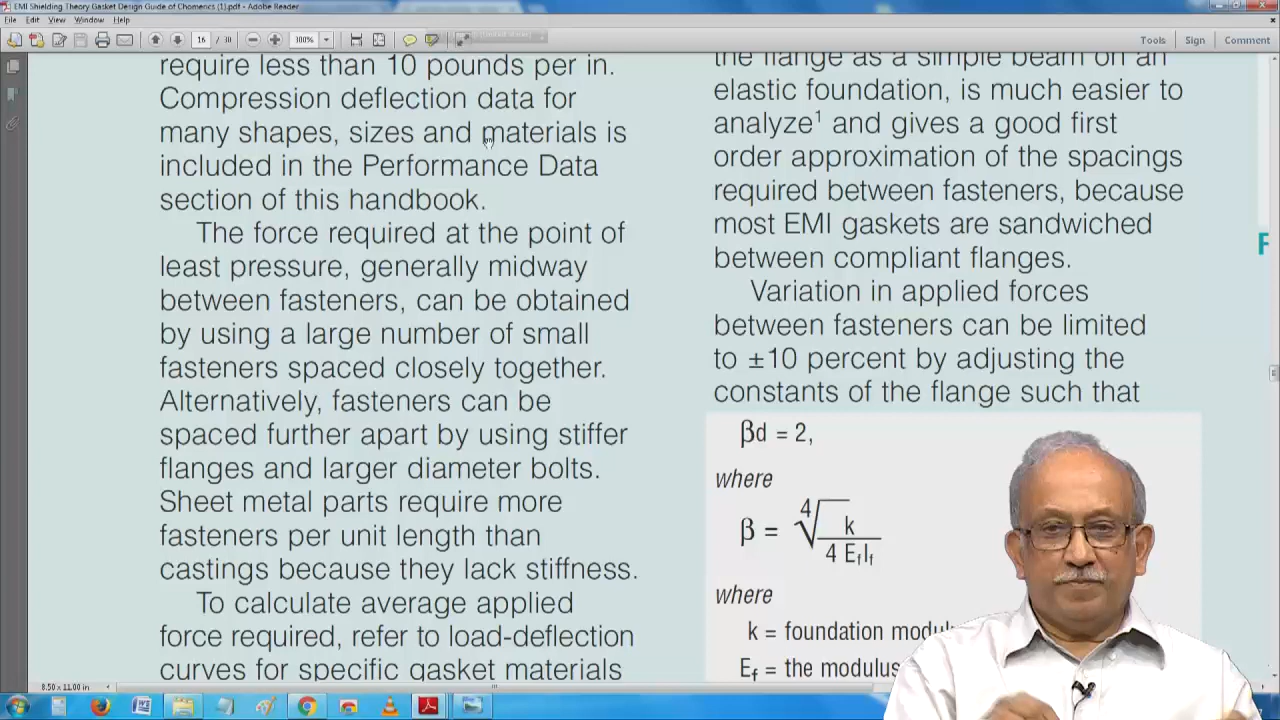 EMI Shielding Theory Gasket Design Guide of Chomerics (1).pdf - Adobe Reader
File Edit View Window Help
16 / 30 100% Tools Sign Comment
require less than 10 pounds per in.
Compression deflection data for
many shapes, sizes and materials is
included in the Performance Data
section of this handbook.
The force required at the point of
least pressure, generally midway
between fasteners, can be obtained
by using a large number of small
fasteners spaced closely together.
Alternatively, fasteners can be
spaced further apart by using stiffer
flanges and larger diameter bolts.
Sheet metal parts require more
fasteners per unit length than
castings because they lack stiffness.
To calculate average applied
force required, refer to load-deflection
curves for specific gasket materials
the flange as a simple beam on an
elastic foundation, is much easier to
analyze¹ and gives a good first
order approximation of the spacings
required between fasteners, because
most EMI gaskets are sandwiched
between compliant flanges.
Variation in applied forces
between fasteners can be limited
to ±10 percent by adjusting the
constants of the flange such that
βd = 2,
where
β = ∜ k / 4 EfIf
where
k = foundation modul
Ef = the modulus
F
8.50 x 11.00 in